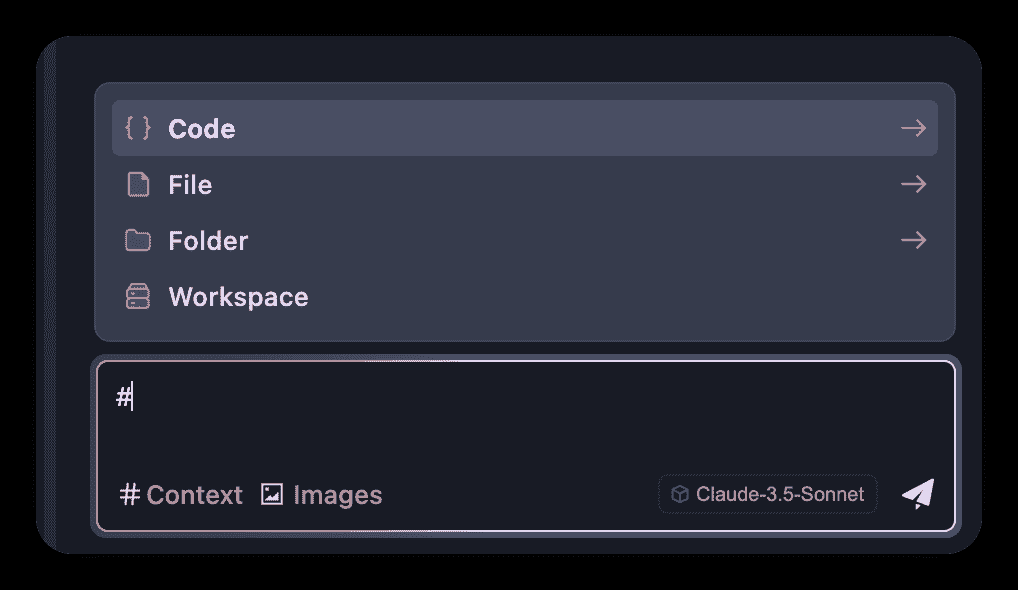 Code
File
Folder
Workspace
#
# Context Images Claude-3.5-Sonnet